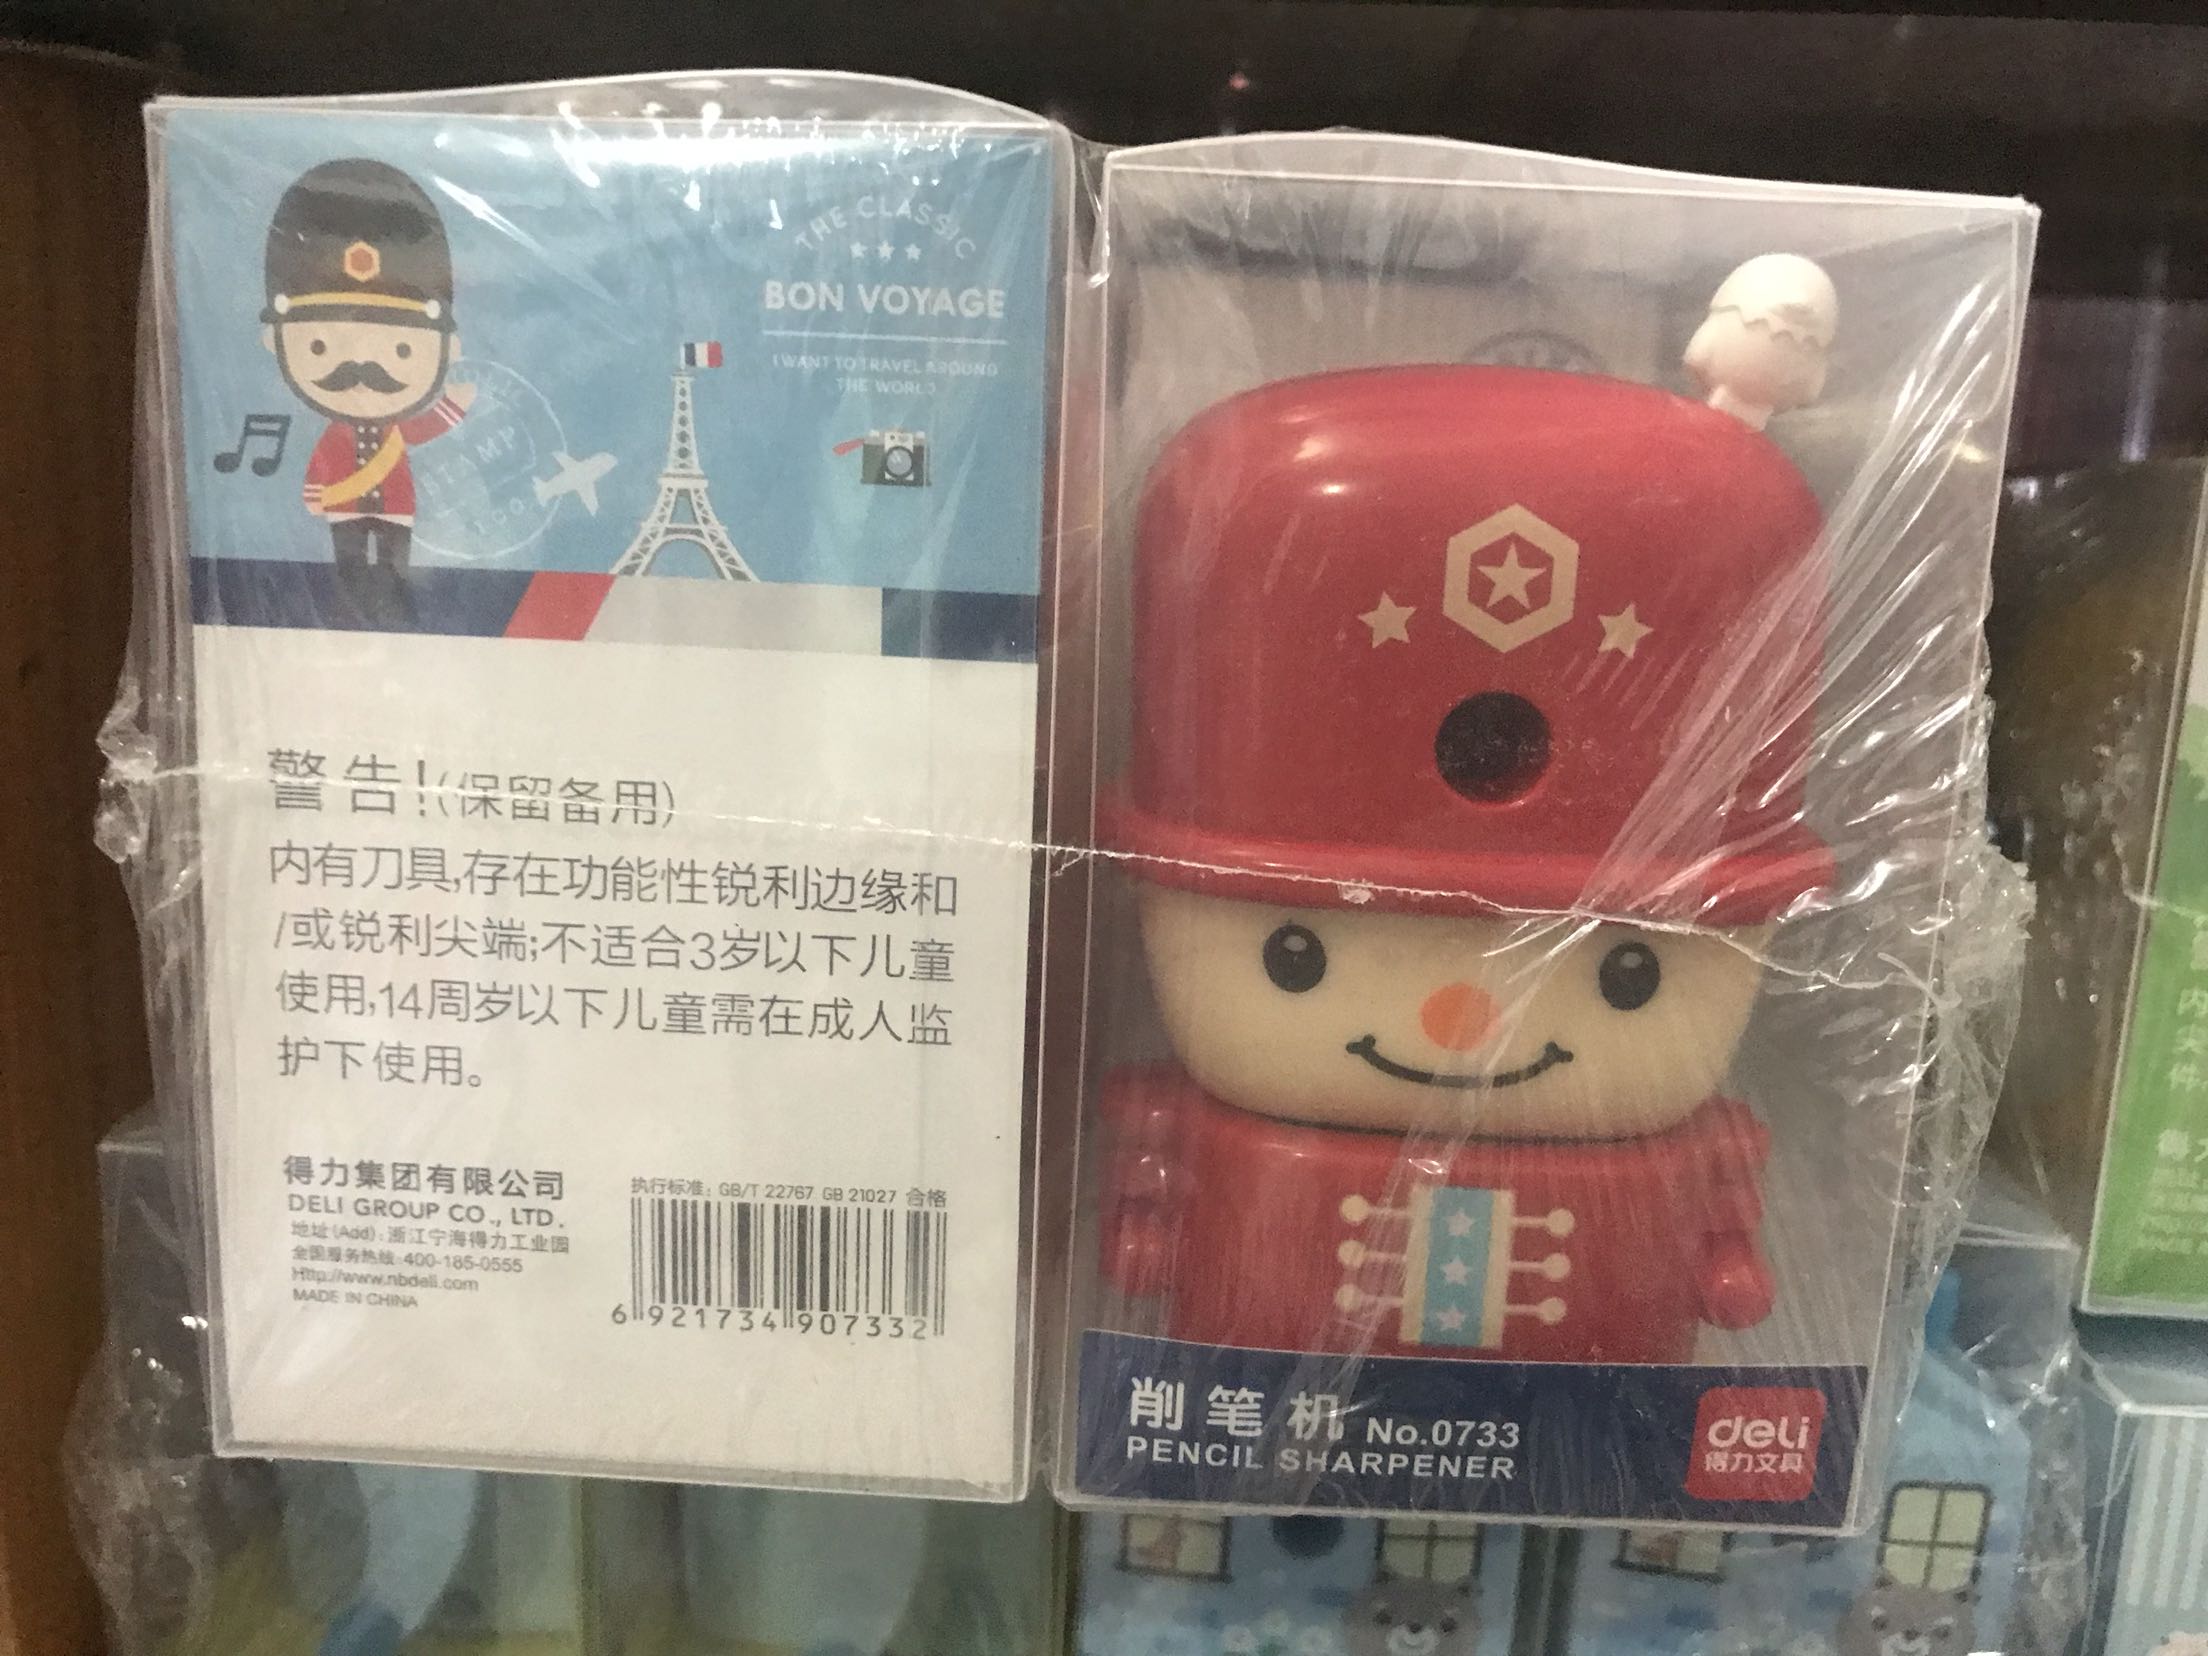 THE CLASSIC
BON VOYAGE
I WANT TO TRAVEL AROUND
THE WORLD
STAMP
警告!(保留备用)
内有刀具,存在功能性锐利边缘和
/或锐利尖端;不适合3岁以下儿童
使用,14周岁以下儿童需在成人监
护下使用。
得力集团有限公司
DELI GROUP CO., LTD.
地址(Add):浙江宁海得力工业园
全国服务热线:400-185-0555
Http://www.nbdeli.com
MADE IN CHINA
执行标准: GB/T 22767 GB 21027 合格
6 921734 907332
削笔机 No.0733
PENCIL SHARPENER
deli
得力文具